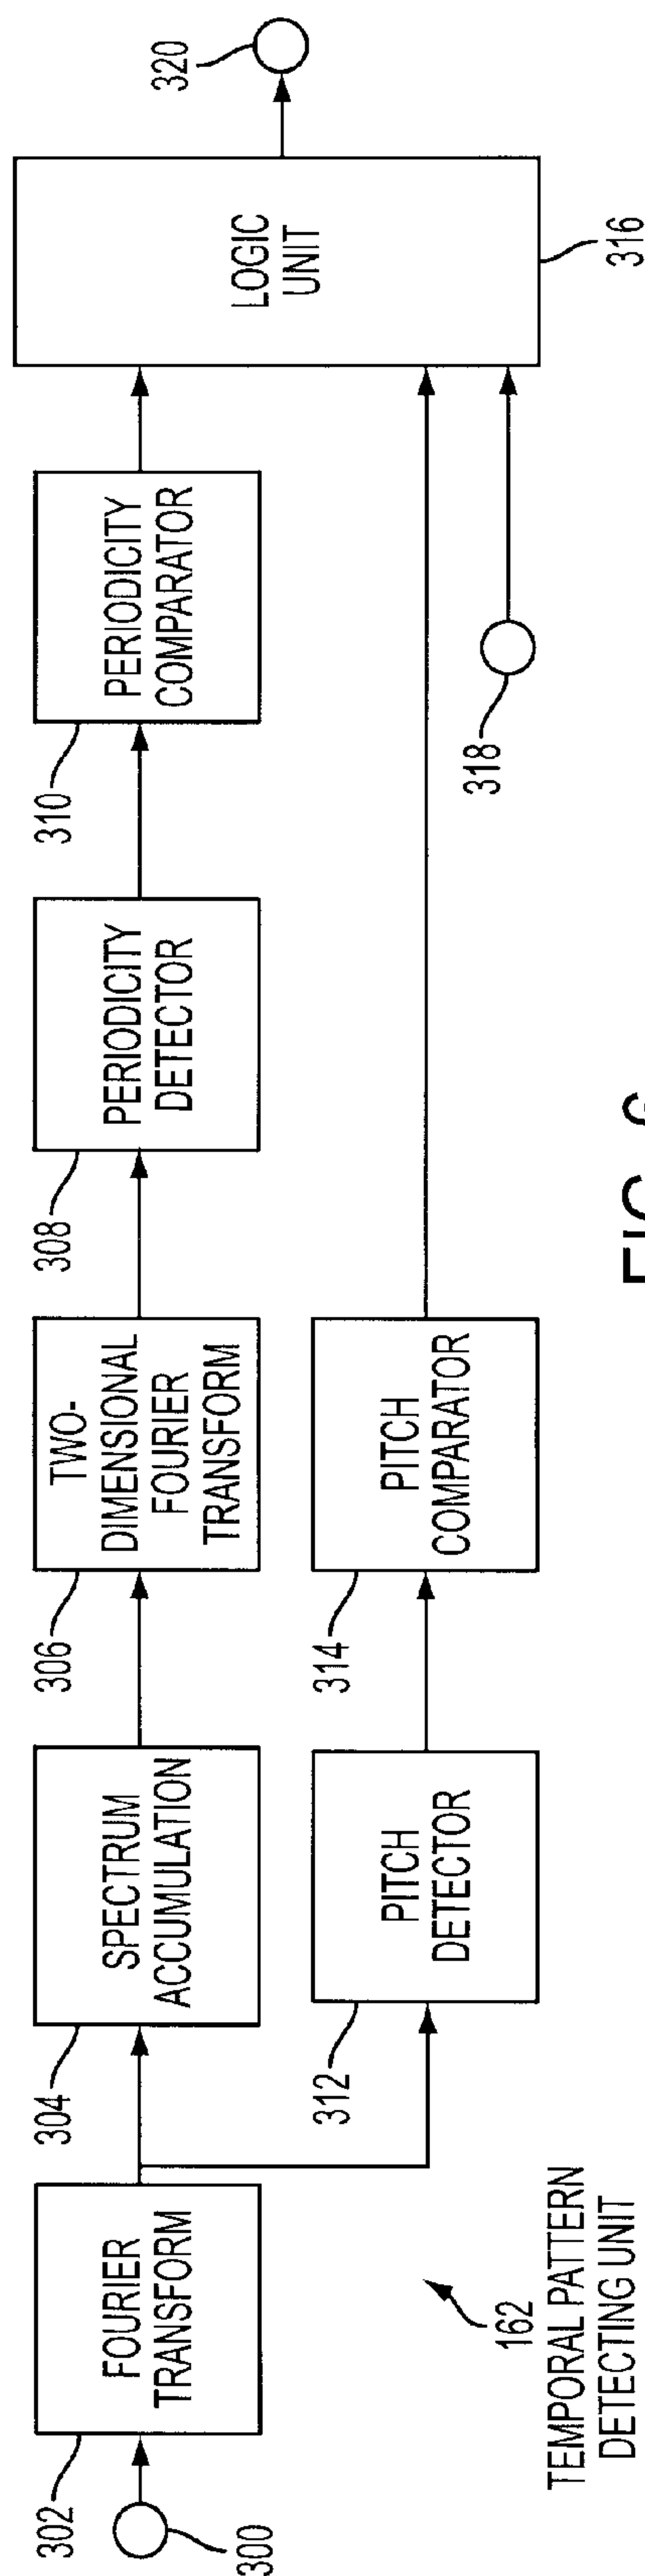 300
302
FOURIER
TRANSFORM
304
SPECTRUM
ACCUMULATION
306
TWO-
DIMENSIONAL
FOURIER
TRANSFORM
308
PERIODICITY
DETECTOR
310
PERIODICITY
COMPARATOR
312
PITCH
DETECTOR
314
PITCH
COMPARATOR
318
LOGIC
UNIT
316
320
162
TEMPORAL PATTERN
DETECTING UNIT